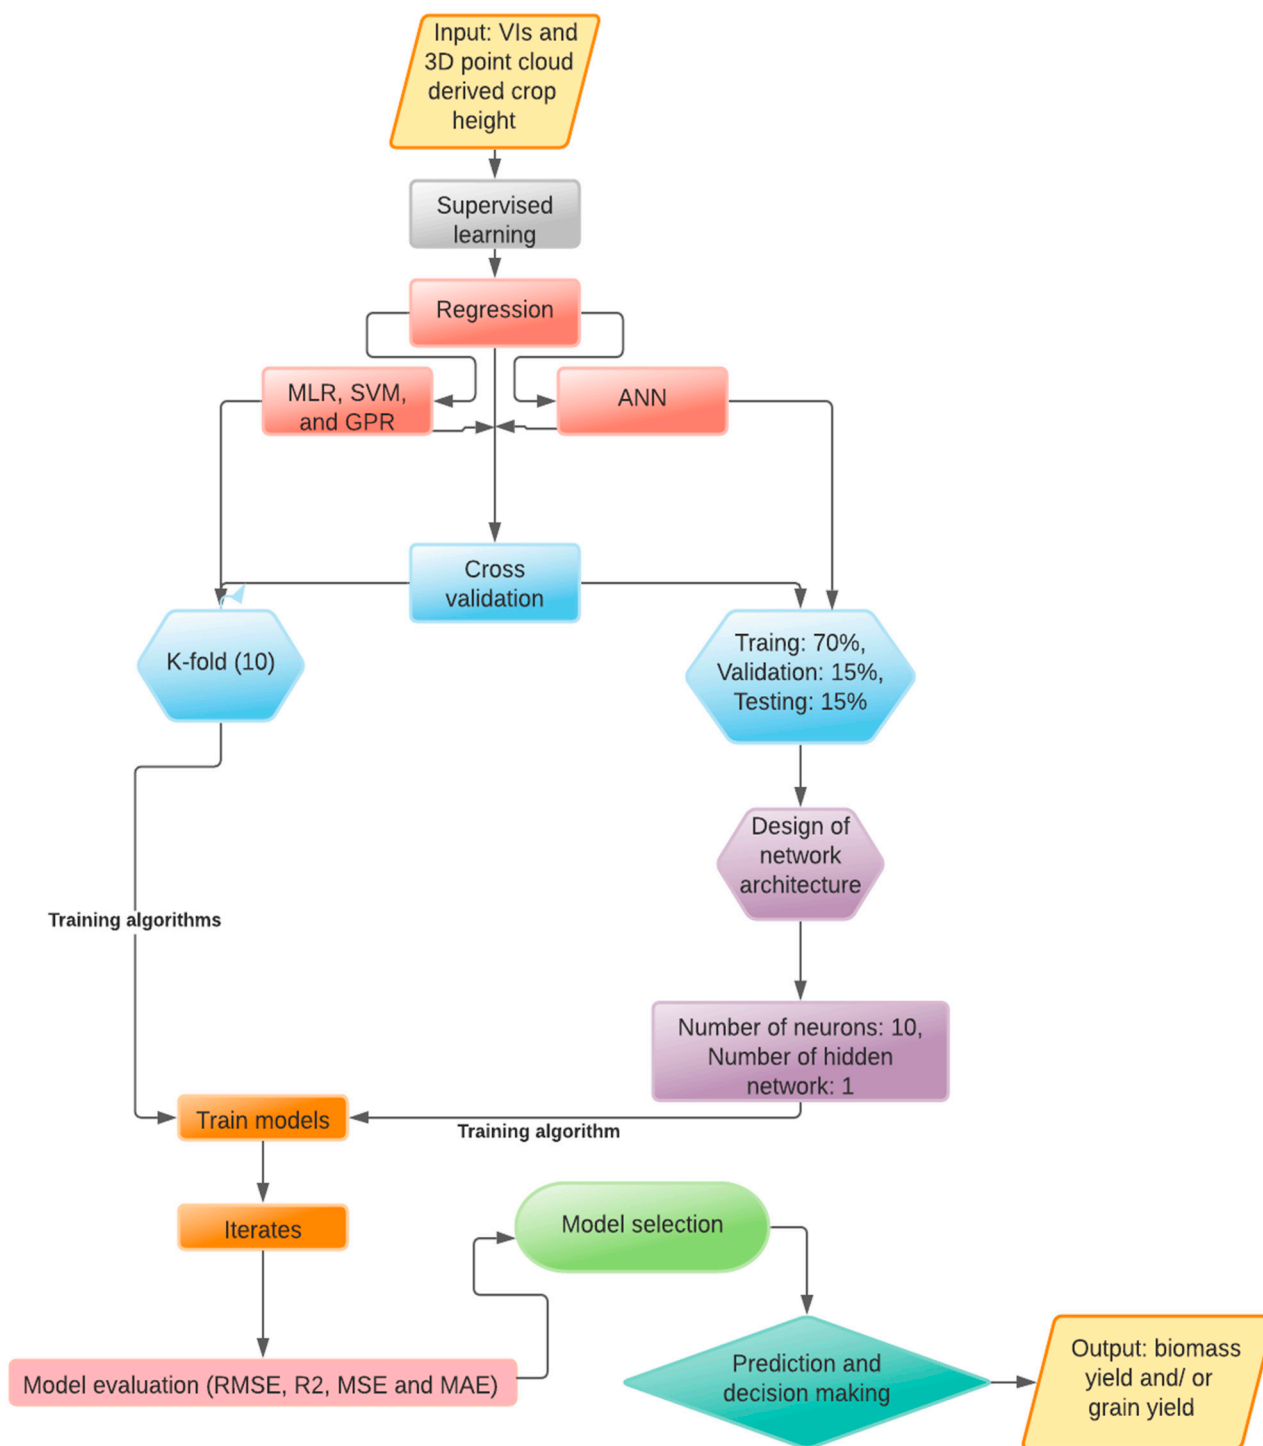 Input: VIs and
3D point cloud
derived crop
height
Supervised
learning
Regression
MLR, SVM,
and GPR
ANN
Cross
validation
K-fold (10)
Traing: 70%,
Validation: 15%,
Testing: 15%
Design of
network
architecture
Training algorithms
Number of neurons: 10,
Number of hidden
network: 1
Train models
Training algorithm
Iterates
Model selection
Model evaluation (RMSE, R2, MSE and MAE)
Prediction and
decision making
Output: biomass
yield and/ or
grain yield